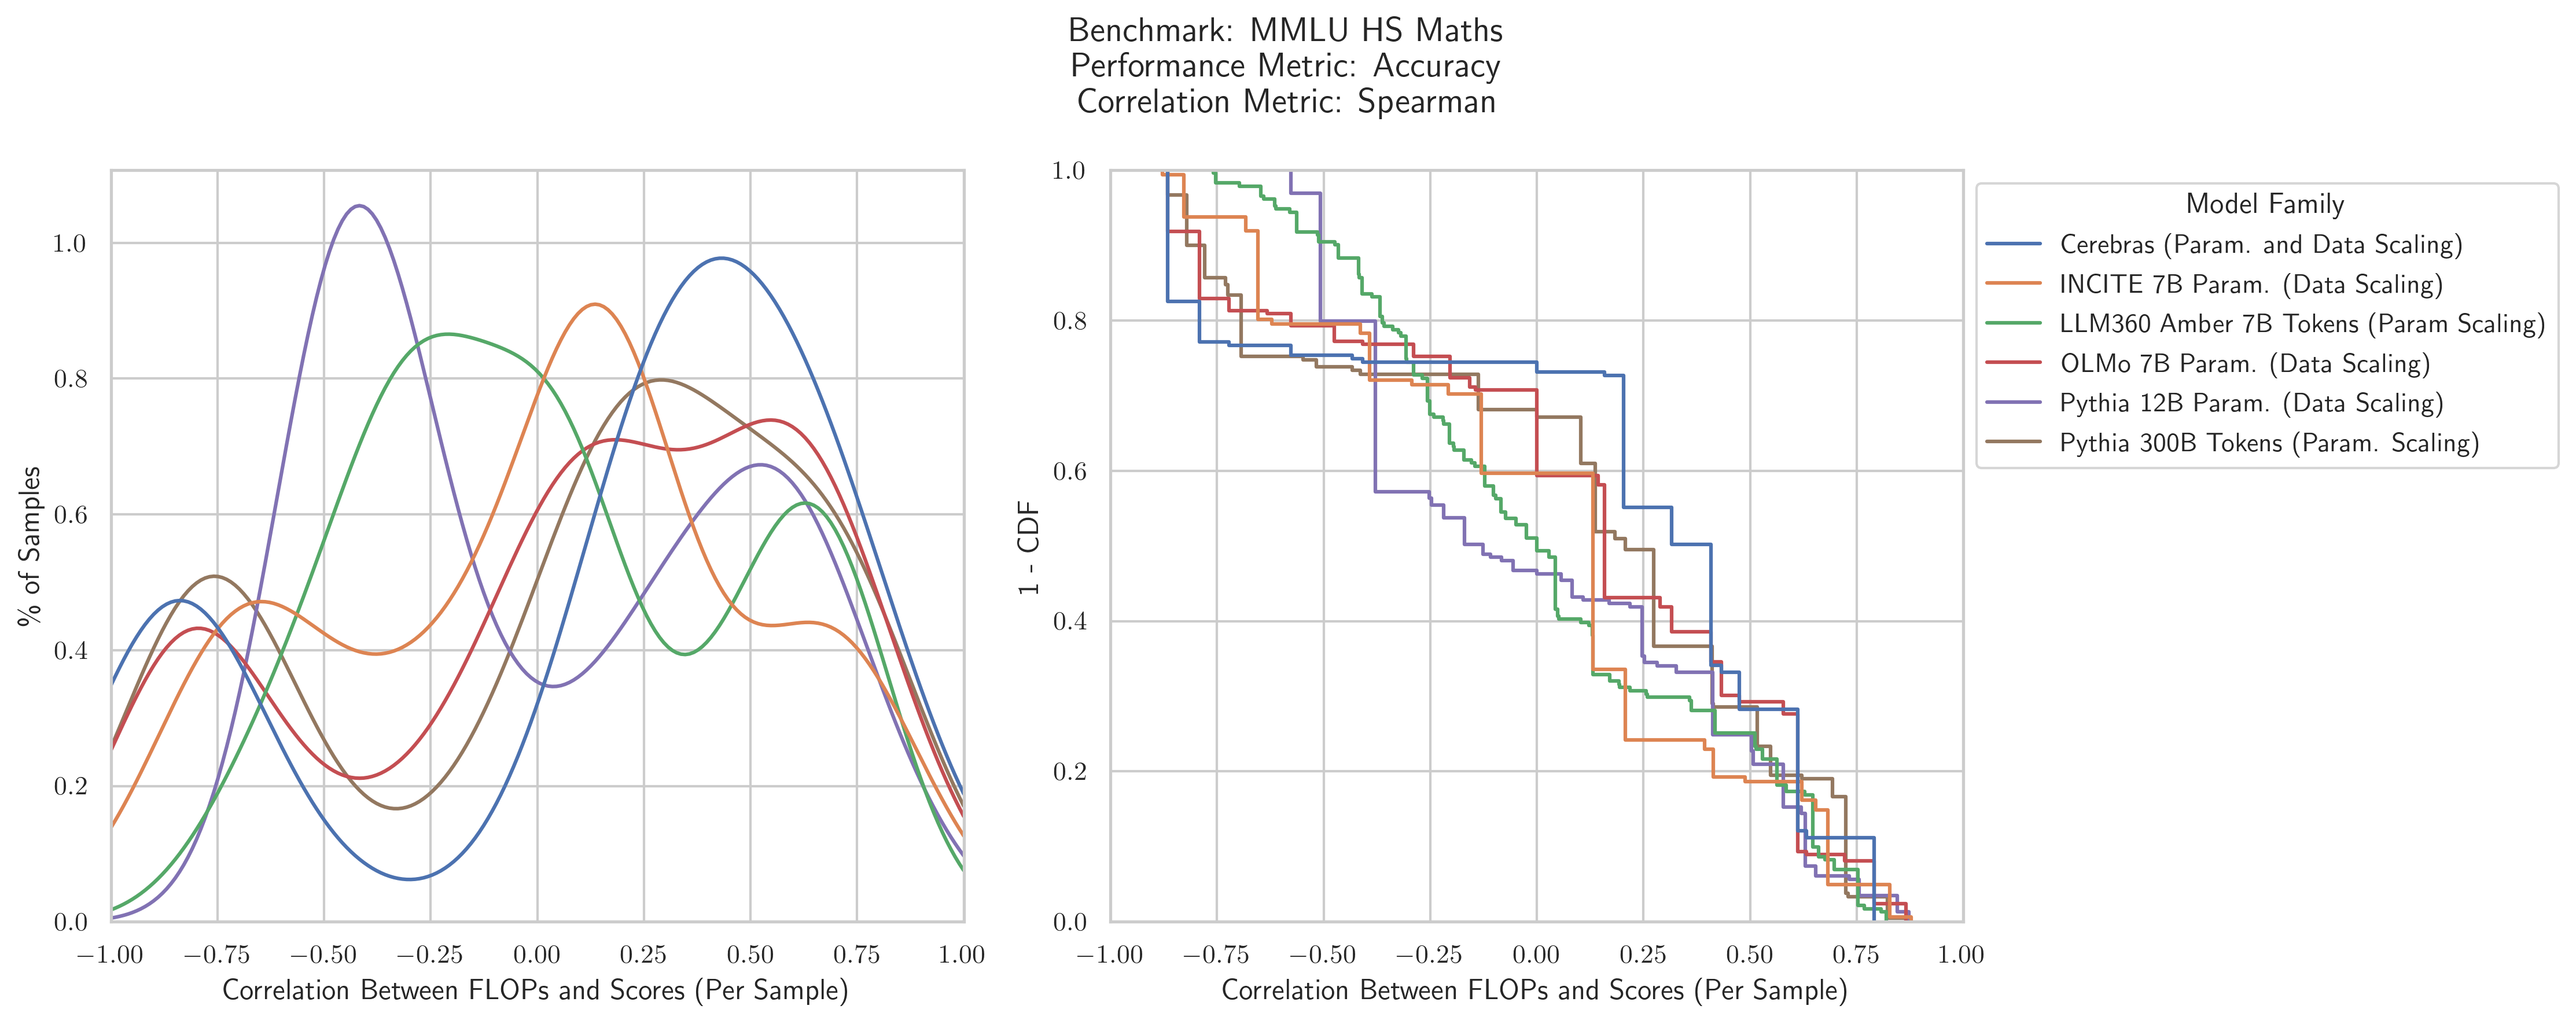 Benchmark: MMLU HS Maths
Performance Metric: Accuracy
Correlation Metric: Spearman
% of Samples
1.0
0.8
0.6
0.4
0.2
0.0
−1.00 −0.75 −0.50 −0.25 0.00 0.25 0.50 0.75 1.00
Correlation Between FLOPs and Scores (Per Sample)
1 - CDF
1.0
0.8
0.6
0.4
0.2
0.0
−1.00 −0.75 −0.50 −0.25 0.00 0.25 0.50 0.75 1.00
Correlation Between FLOPs and Scores (Per Sample)
Model Family
Cerebras (Param. and Data Scaling)
INCITE 7B Param. (Data Scaling)
LLM360 Amber 7B Tokens (Param Scaling)
OLMo 7B Param. (Data Scaling)
Pythia 12B Param. (Data Scaling)
Pythia 300B Tokens (Param. Scaling)